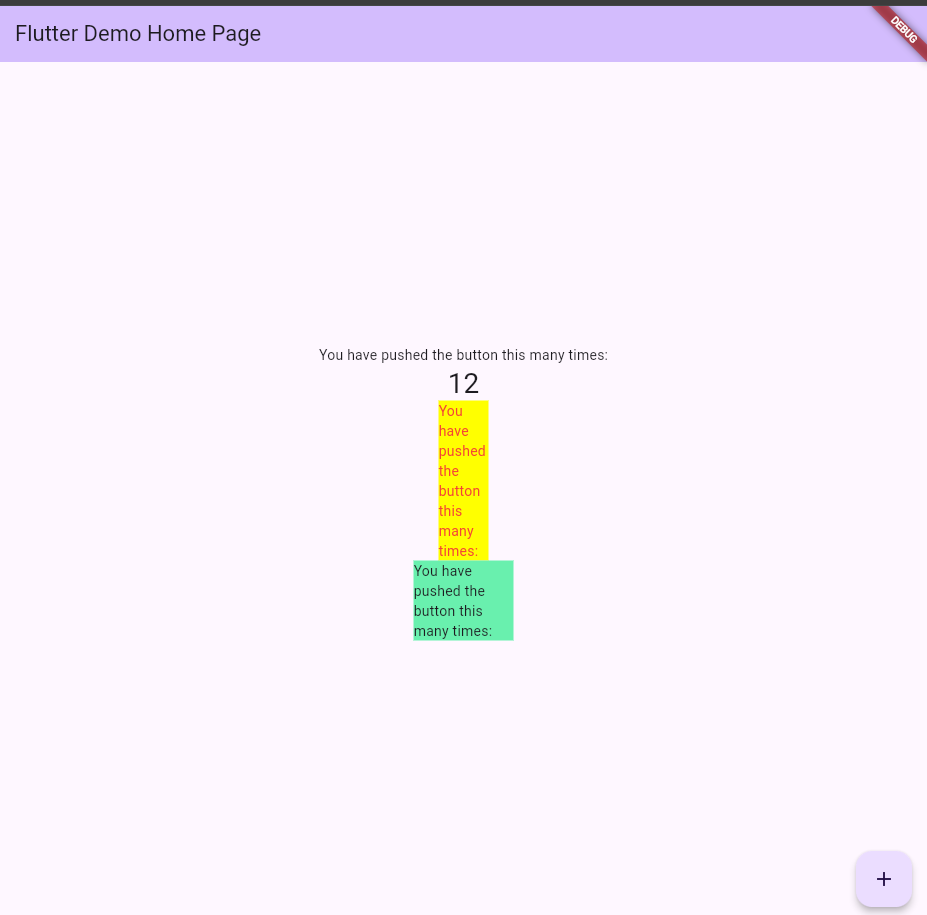 Flutter Demo Home Page
DEBUG
You have pushed the button this many times:
12
You
have
pushed
the
button
this
many
times:
You have
pushed the
button this
many times:
+